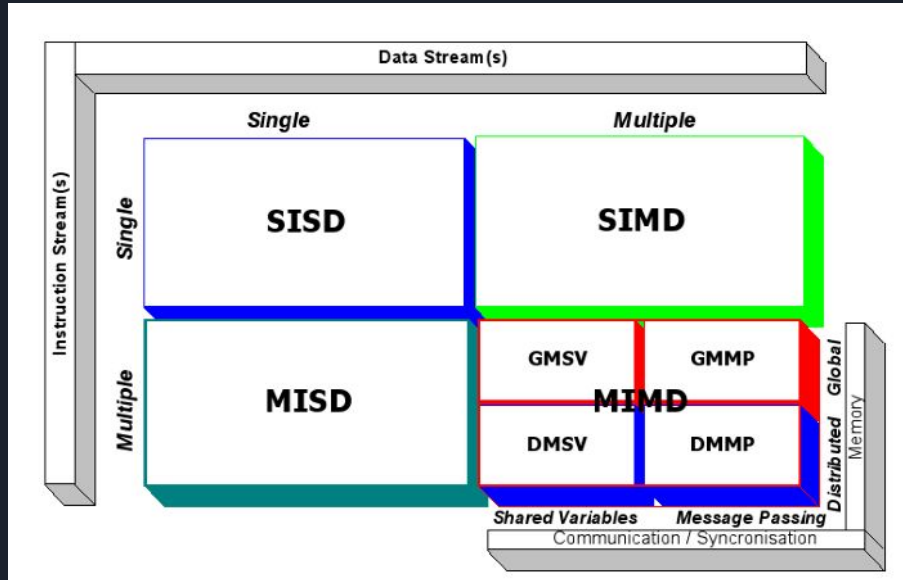 Data Stream(s)
Single
Multiple
Instruction Stream(s)
Single
SISD
SIMD
Multiple
MISD
MIMD
GMSV
GMMP
DMSV
DMMP
Global
Distributed
Memory
Shared Variables
Message Passing
Communication / Syncronisation